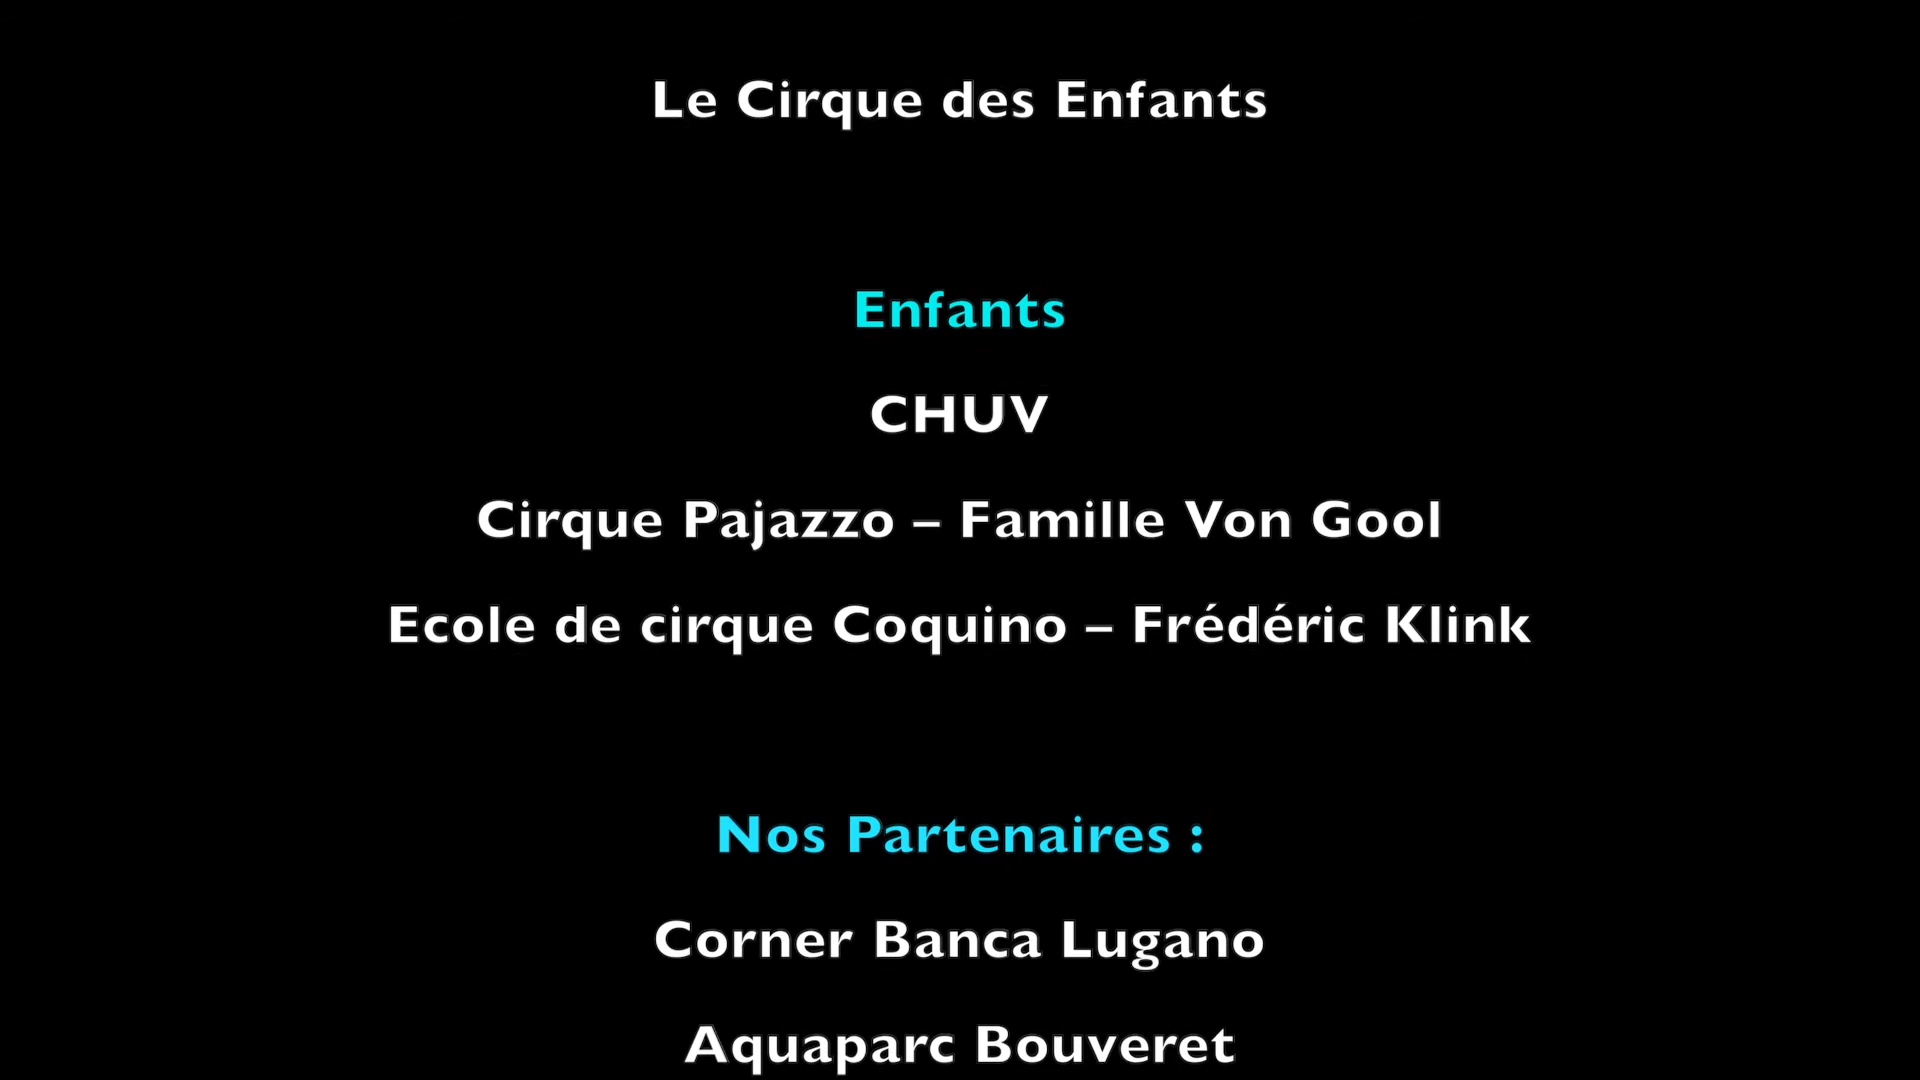 Le Cirque des Enfants
Enfants
CHUV
Cirque Pajazzo – Famille Von Gool
Ecole de cirque Coquino – Frédéric Klink
Nos Partenaires :
Corner Banca Lugano
Aquaparc Bouveret